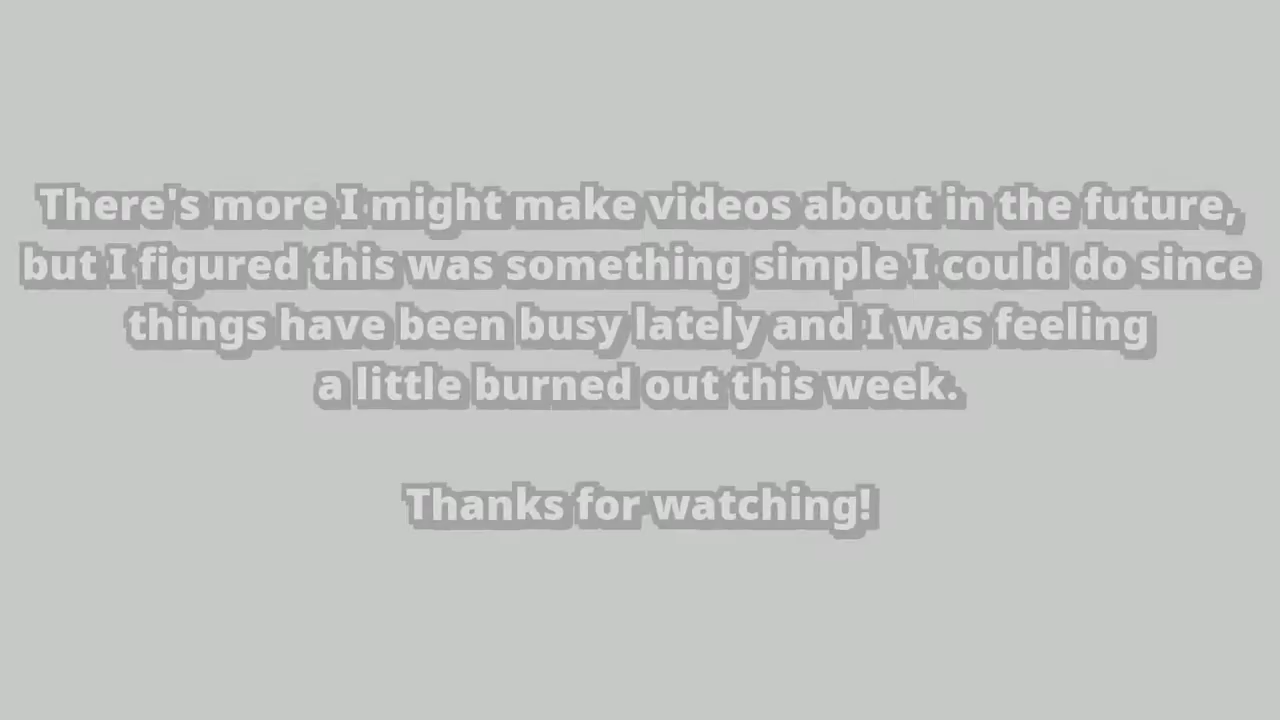 There's more I might make videos about in the future,
but I figured this was something simple I could do since
things have been busy lately and I was feeling
a little burned out this week.
Thanks for watching!